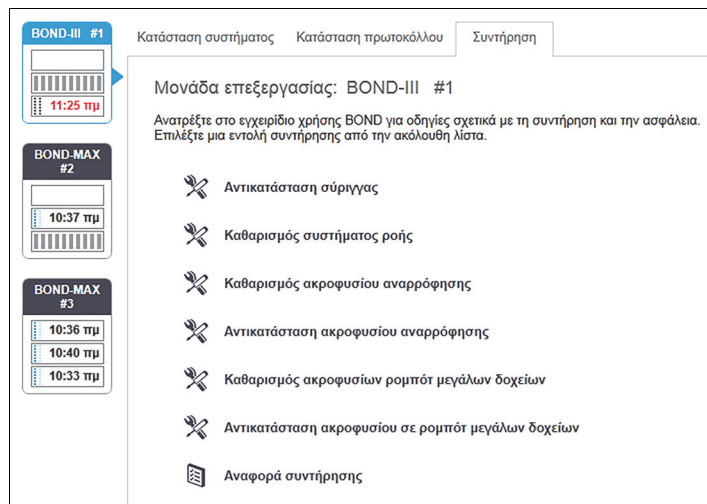 BOND-III #1
11:25 πμ
BOND-MAX
#2
10:37 πμ
BOND-MAX
#3
10:36 πμ
10:40 πμ
10:33 πμ
Κατάσταση συστήματος Κατάσταση πρωτοκόλλου Συντήρηση
Μονάδα επεξεργασίας: BOND-III #1
Ανατρέξτε στο εγχειρίδιο χρήσης BOND για οδηγίες σχετικά με τη συντήρηση και την ασφάλεια.
Επιλέξτε μια εντολή συντήρησης από την ακόλουθη λίστα.
Αντικατάσταση σύριγγας
Καθαρισμός συστήματος ροής
Καθαρισμός ακροφυσίου αναρρόφησης
Αντικατάσταση ακροφυσίου αναρρόφησης
Καθαρισμός ακροφυσίων ρομπότ μεγάλων δοχείων
Αντικατάσταση ακροφυσίου σε ρομπότ μεγάλων δοχείων
Αναφορά συντήρησης